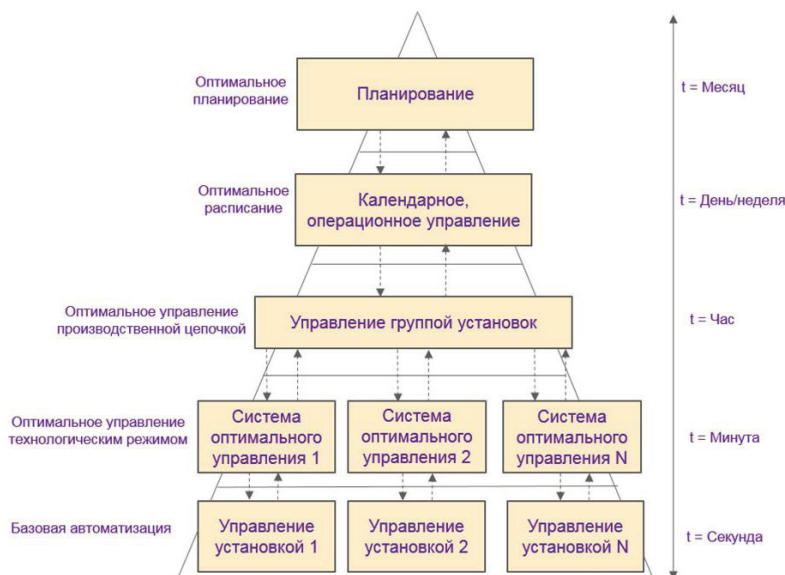 Оптимальное
планирование
Планирование
t = Месяц
Оптимальное
расписание
Календарное,
операционное управление
t = День/неделя
Оптимальное управление
производственной цепочкой
Управление группой установок
t = Час
Оптимальное управление
технологическим режимом
Система
оптимального
управления 1
Система
оптимального
управления 2
Система
оптимального
управления N
t = Минута
Базовая автоматизация
Управление
установкой 1
Управление
установкой 2
Управление
установкой N
t = Секунда